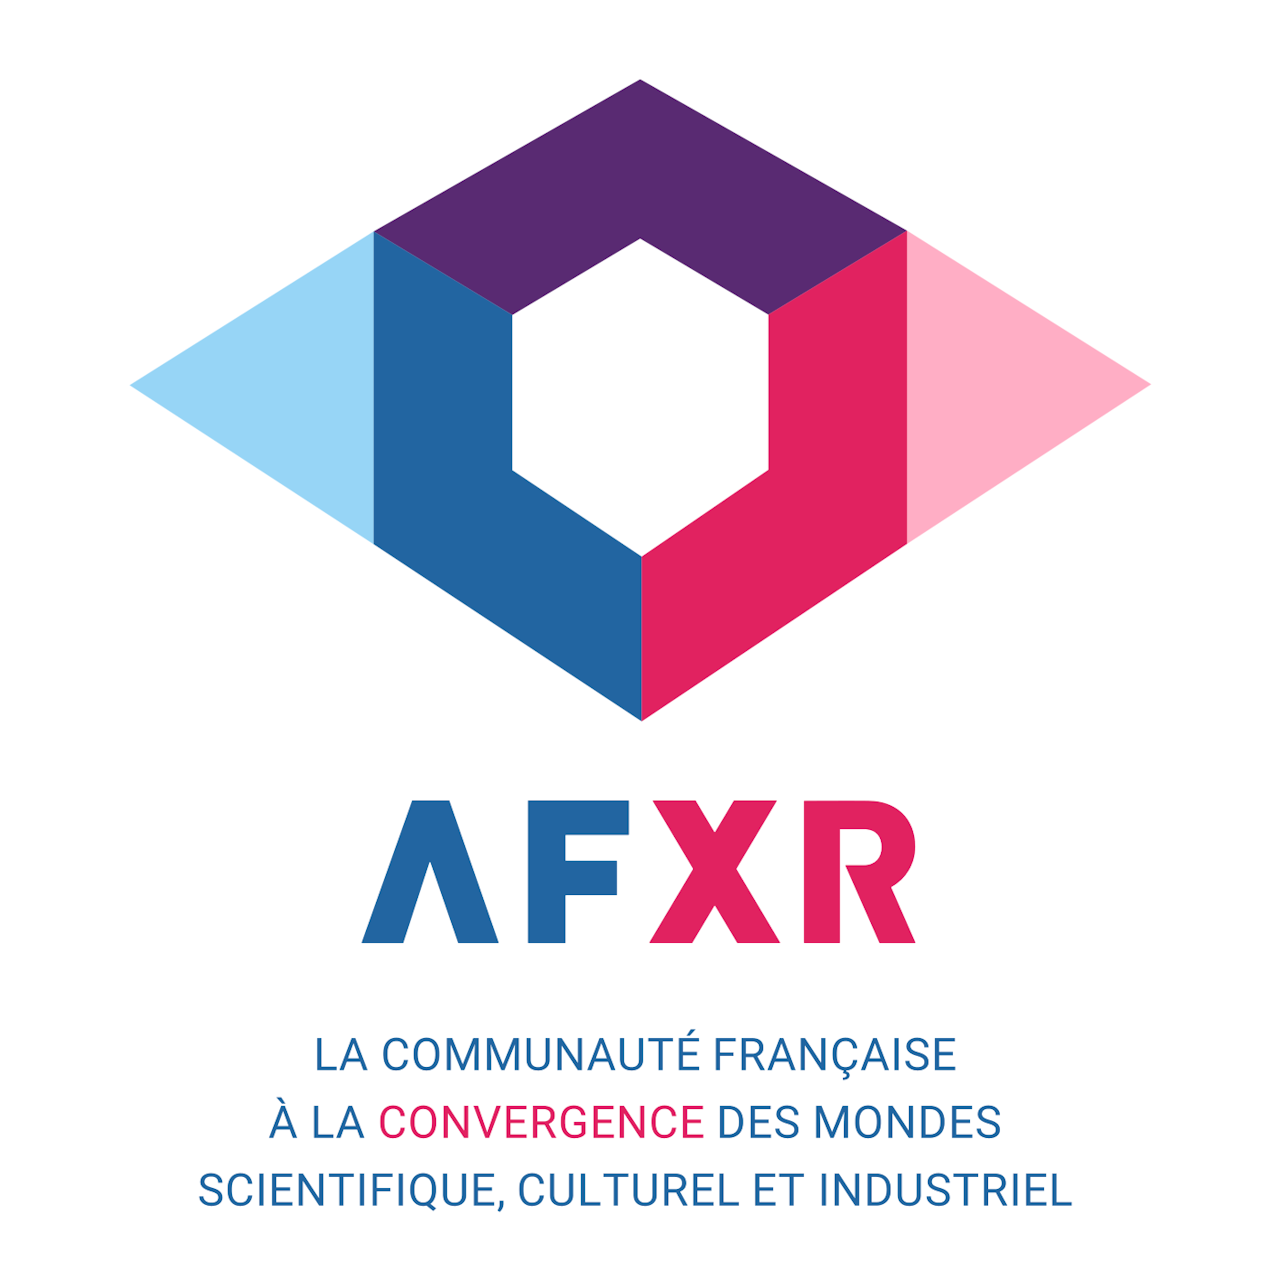 AFXR
LA COMMUNAUTÉ FRANÇAISE
À LA CONVERGENCE DES MONDES
SCIENTIFIQUE, CULTUREL ET INDUSTRIEL